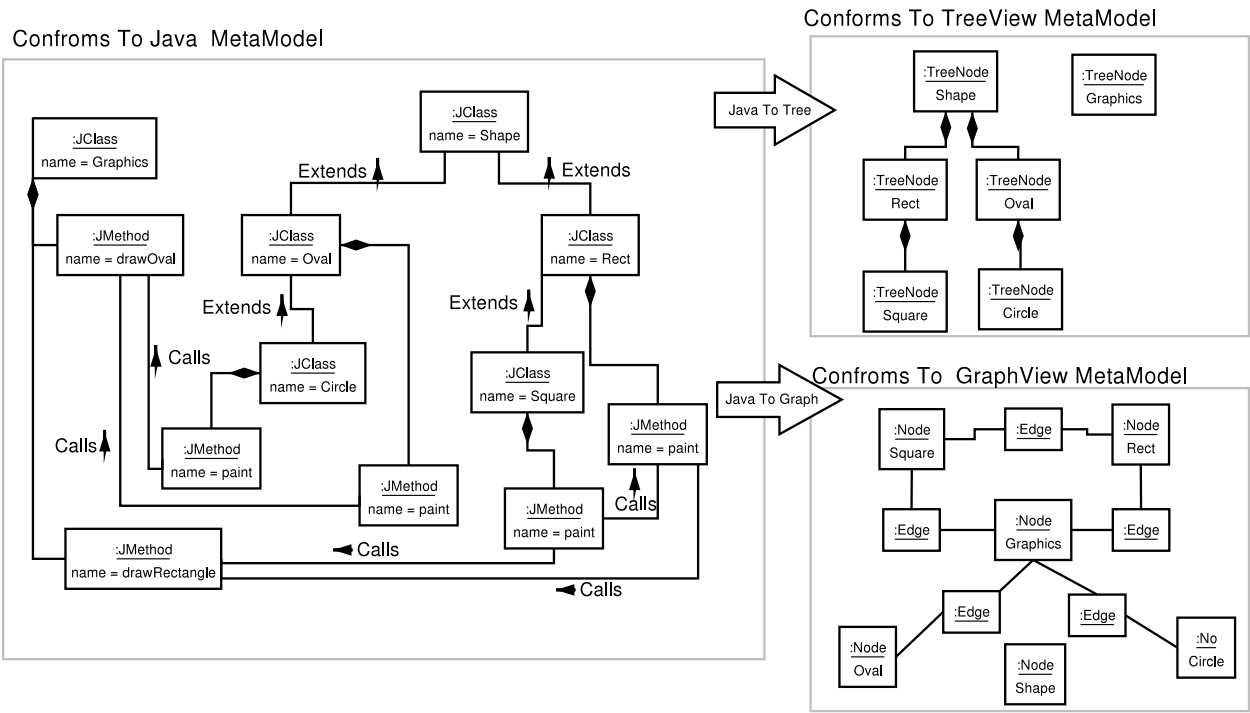 Confroms To Java MetaModel
:JClass
name = Graphics
:JClass
name = Shape
Extends
Extends
:JMethod
name = drawOval
:JClass
name = Oval
:JClass
name = Rect
Extends
Extends
Calls
:JClass
name = Circle
:JClass
name = Square
Calls
:JMethod
name = paint
:JMethod
name = paint
:JMethod
name = paint
:JMethod
name = paint
Calls
:JMethod
name = drawRectangle
Calls
Calls
Java To Tree
Java To Graph
Conforms To TreeView MetaModel
:TreeNode
Shape
:TreeNode
Graphics
:TreeNode
Rect
:TreeNode
Oval
:TreeNode
Square
:TreeNode
Circle
Confroms To GraphView MetaModel
:Node
Square
:Edge
:Node
Rect
:Edge
:Node
Graphics
:Edge
:Edge
:Edge
:Node
Oval
:Node
Shape
:No
Circle